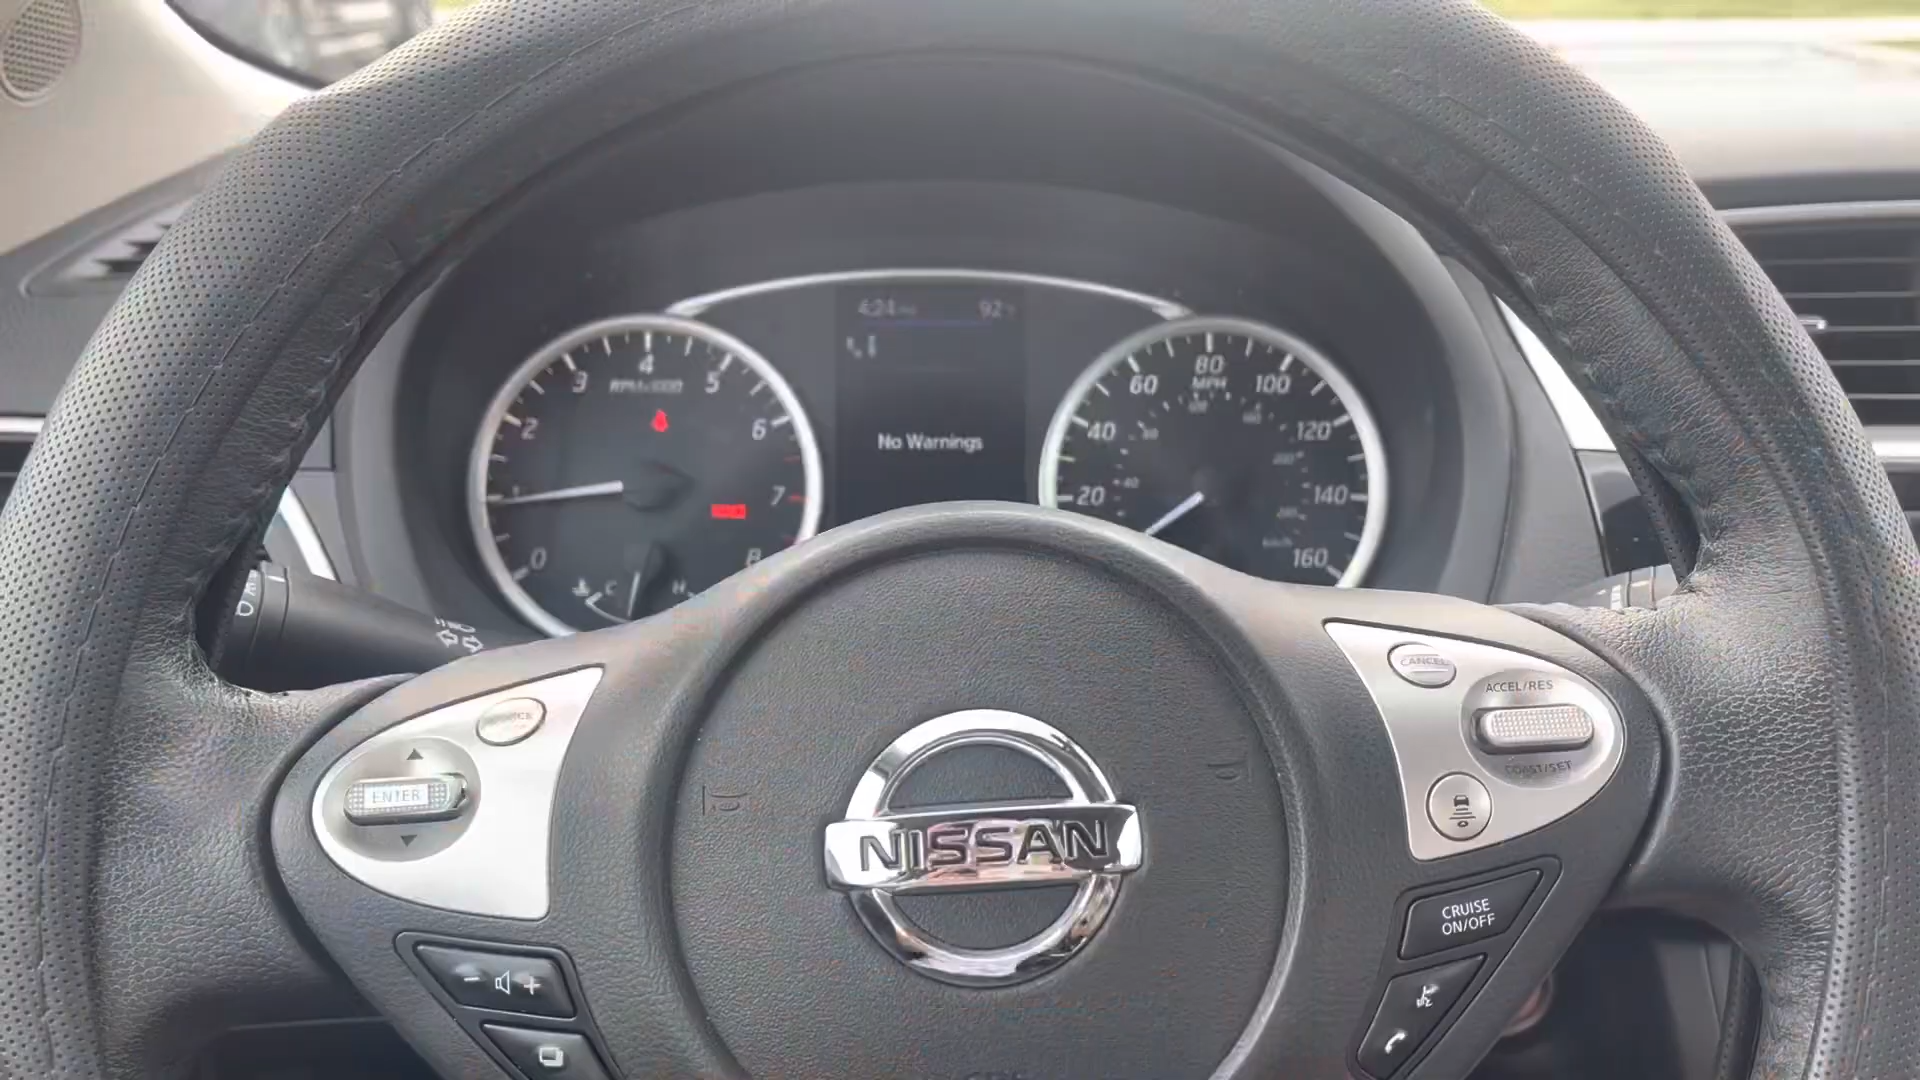 4:24
92
4
3
5
RPM x1000
2
6
1
7
0
8
C
H
No Warnings
80
MPH
60
100
40
120
20
140
160
CANCEL
ACCEL/RES
COAST/SET
ENTER
NISSAN
CRUISE
ON/OFF
- +